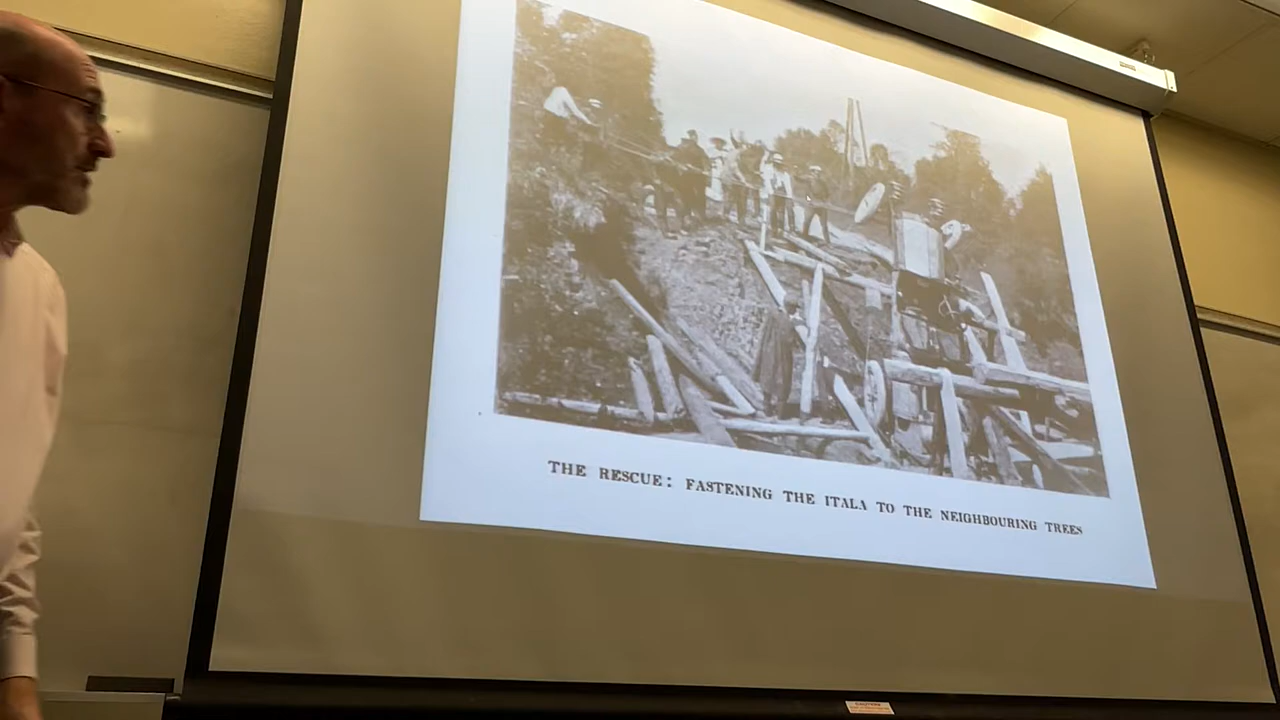 THE RESCUE: FASTENING THE ITALA TO THE NEIGHBOURING TREES